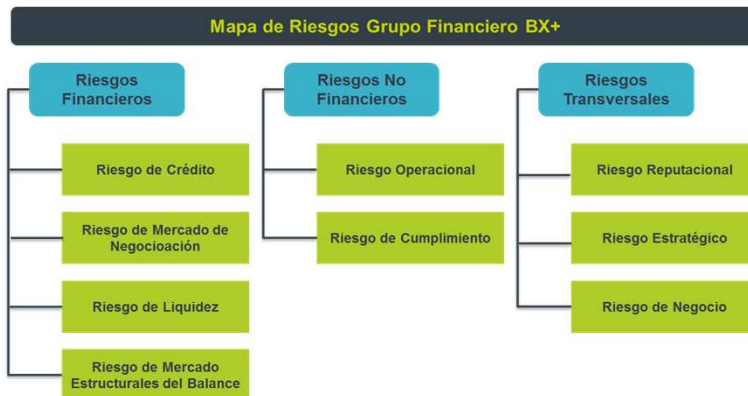 Mapa de Riesgos Grupo Financiero BX+
Riesgos
Financieros
Riesgo de Crédito
Riesgo de Mercado de
Negocioación
Riesgo de Liquidez
Riesgo de Mercado
Estructurales del Balance
Riesgos No
Financieros
Riesgo Operacional
Riesgo de Cumplimiento
Riesgos
Transversales
Riesgo Reputacional
Riesgo Estratégico
Riesgo de Negocio